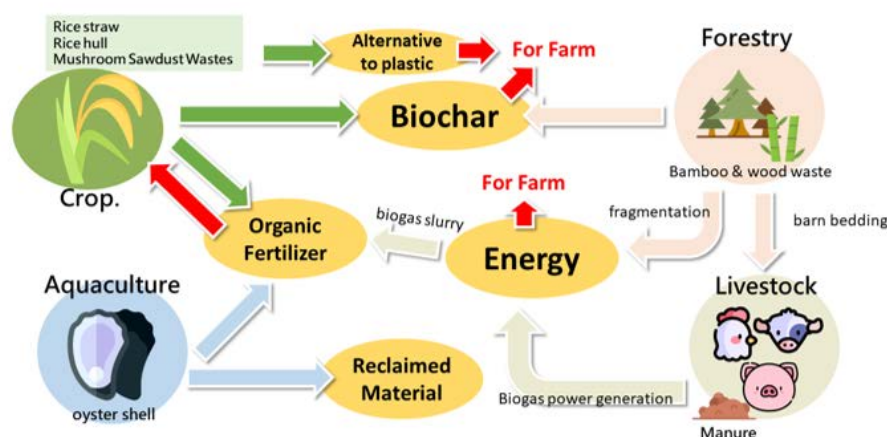 Rice straw
Rice hull
Mushroom Sawdust Wastes
Alternative
to plastic
For Farm
Forestry
Biochar
Bamboo & wood waste
Crop.
For Farm
fragmentation
barn bedding
biogas slurry
Organic
Fertilizer
Energy
Aquaculture
Livestock
Reclaimed
Material
oyster shell
Biogas power generation
Manure